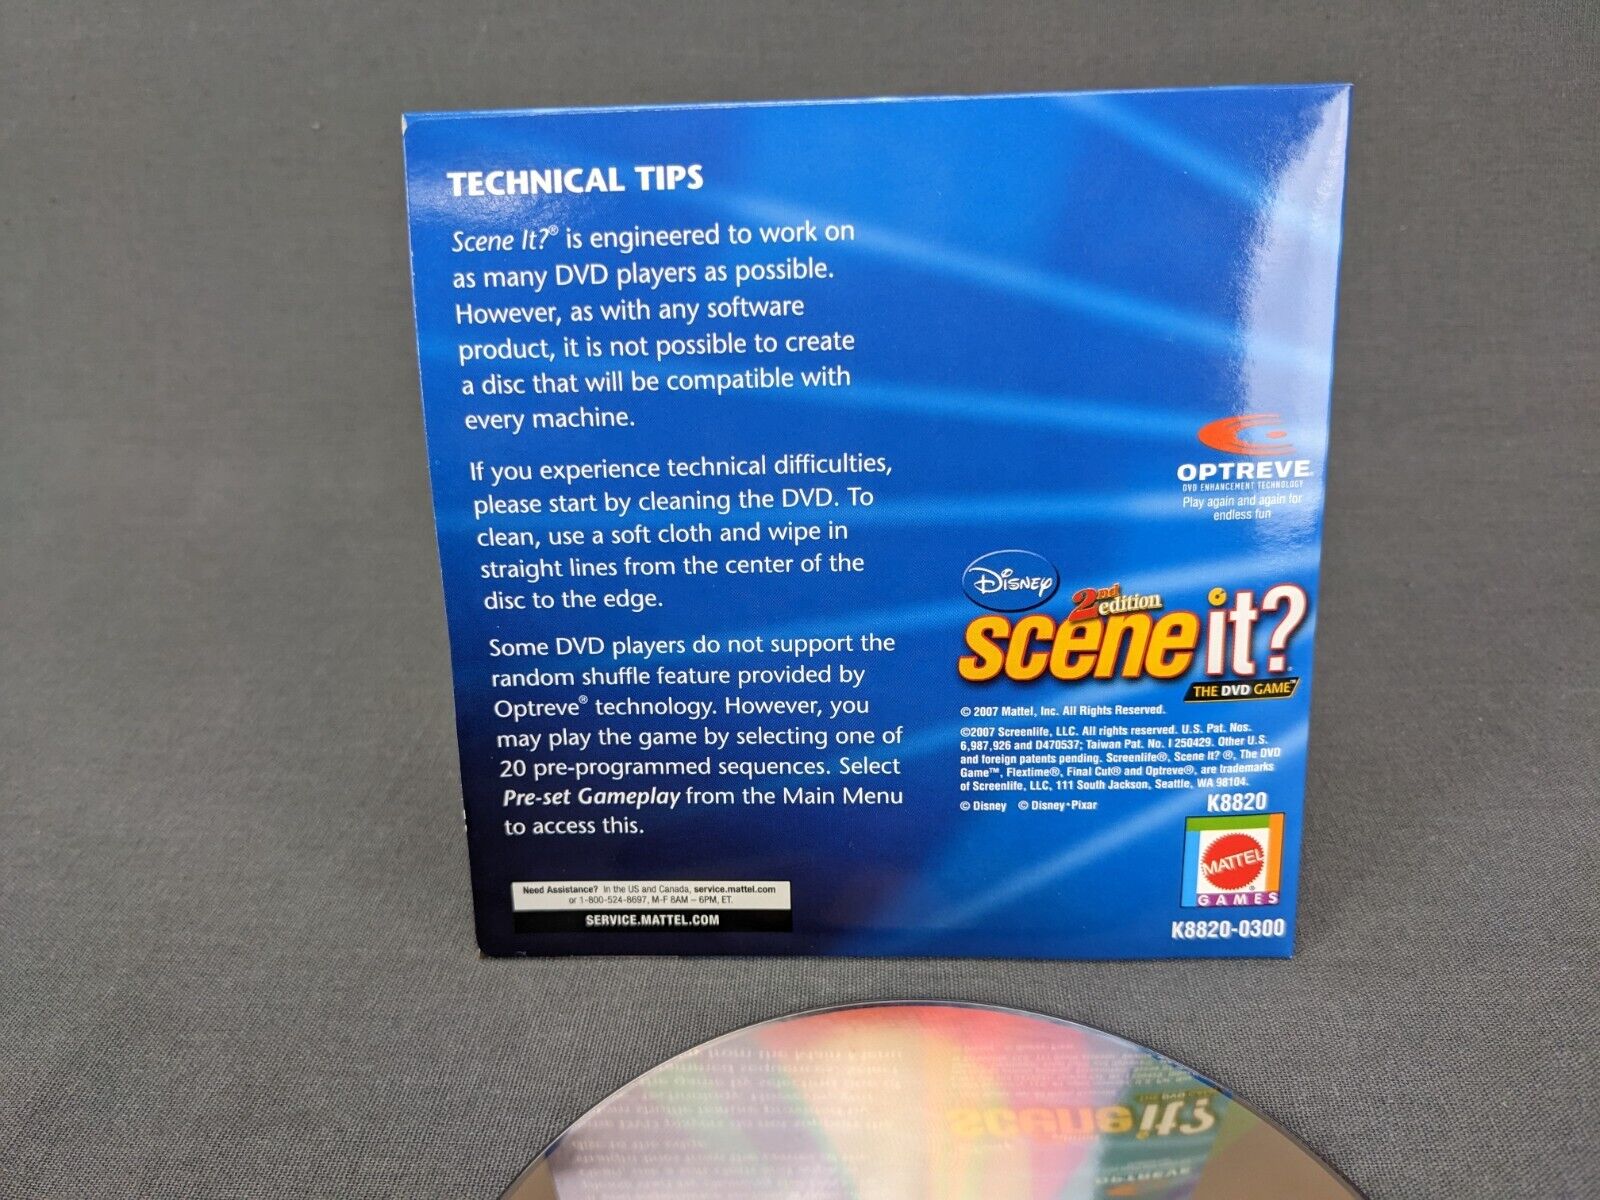 TECHNICAL TIPS
Scene It?® is engineered to work on
as many DVD players as possible.
However, as with any software
product, it is not possible to create
a disc that will be compatible with
every machine.
If you experience technical difficulties,
please start by cleaning the DVD. To
clean, use a soft cloth and wipe in
straight lines from the center of the
disc to the edge.
Some DVD players do not support the
random shuffle feature provided by
Optreve® technology. However, you
may play the game by selecting one of
20 pre-programmed sequences. Select
Pre-set Gameplay from the Main Menu
to access this.
Need Assistance? In the US and Canada, service.mattel.com
or 1-800-524-8697, M-F 8AM – 6PM, ET.
SERVICE.MATTEL.COM
OPTREVE
DVD ENHANCEMENT TECHNOLOGY
Play again and again for
endless fun
Disney
2nd edition
scene it?
THE DVD GAME™
© 2007 Mattel, Inc. All Rights Reserved.
©2007 Screenlife, LLC. All rights reserved. U.S. Pat. Nos.
6,987,926 and D470537; Taiwan Pat. No. I 250429. Other U.S.
and foreign patents pending. Screenlife®, Scene It? ®, The DVD
Game™, Flextime®, Final Cut® and Optreve®, are trademarks
of Screenlife, LLC, 111 South Jackson, Seattle, WA 98104.
© Disney © Disney•Pixar
K8820
MATTEL®
GAMES
K8820-0300